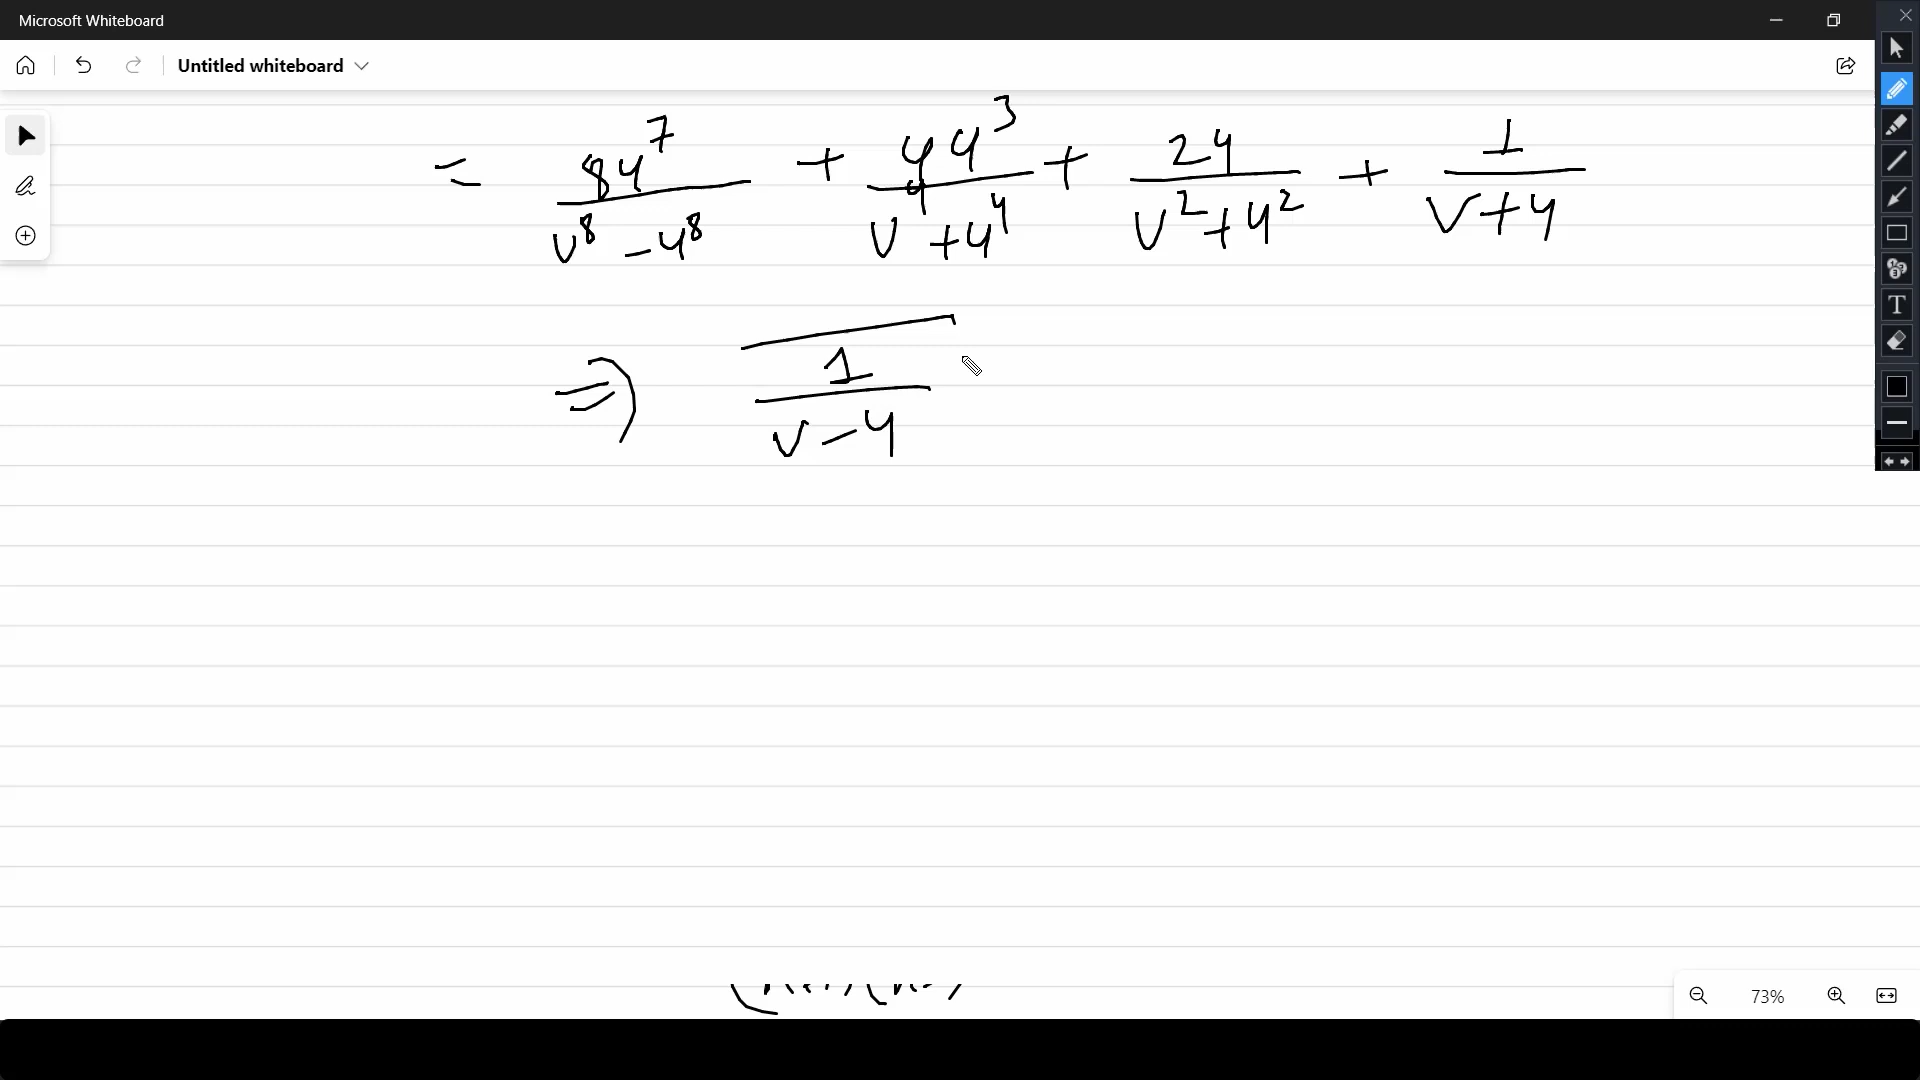 Microsoft Whiteboard
Untitled whiteboard
= 8y⁷/(v⁸ - y⁸) + 4y³/(v⁴ + y⁴) + 2y/(v² + y²) + 1/(v + y)
⇒ 1/(v - y)
73%